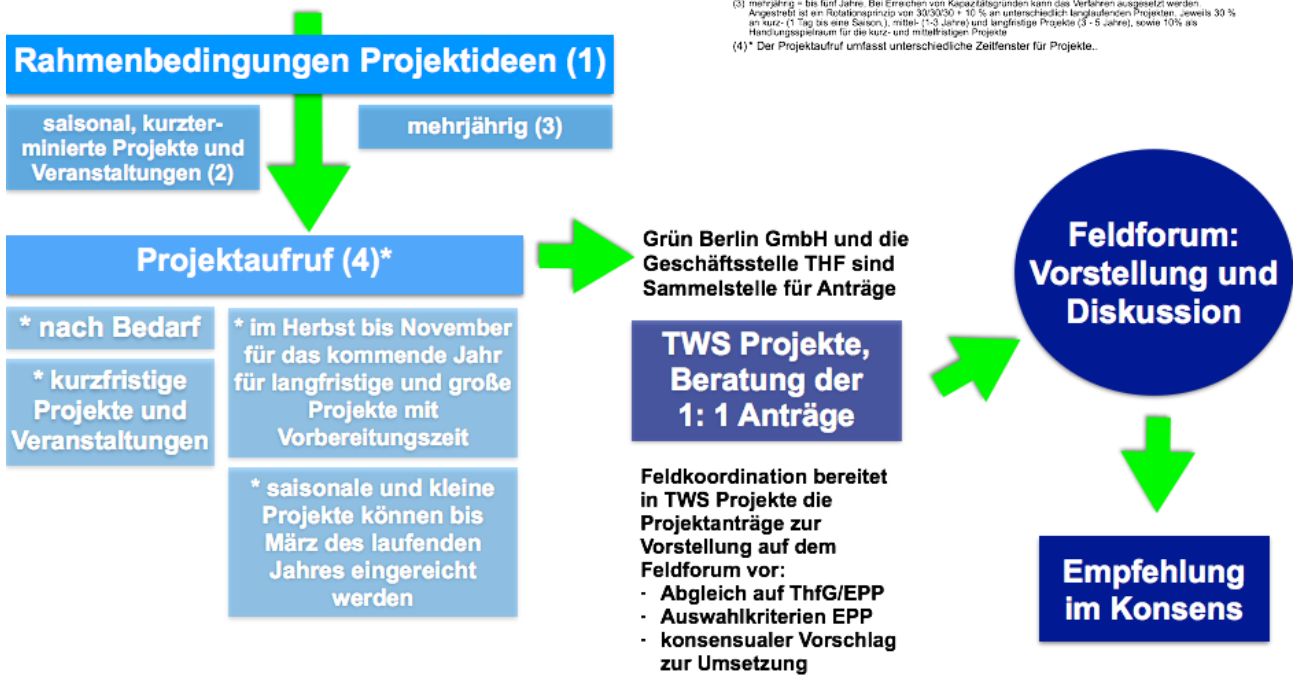 (3) mehrjährig = bis fünf Jahre. Bei Erreichen von Kapazitätsgründen kann das Verfahren ausgesetzt werden.
Angestrebt ist ein Rotationsprinzip von 30/30/30 + 10 % an unterschiedlich langlaufenden Projekten. Jeweils 30 %
an kurz- (1 Tag bis eine Saison,), mittel- (1-3 Jahre) und langfristige Projekte (3 - 5 Jahre), sowie 10% als
Handlungsspielraum für die kurz- und mittelfristigen Projekte
(4)* Der Projektaufruf umfasst unterschiedliche Zeitfenster für Projekte..
Rahmenbedingungen Projektideen (1)
saisonal, kurzter-
minierte Projekte und
Veranstaltungen (2)
mehrjährig (3)
Projektaufruf (4)*
* nach Bedarf
* kurzfristige
Projekte und
Veranstaltungen
* im Herbst bis November
für das kommende Jahr
für langfristige und große
Projekte mit
Vorbereitungszeit
* saisonale und kleine
Projekte können bis
März des laufenden
Jahres eingereicht
werden
Grün Berlin GmbH und die
Geschäftsstelle THF sind
Sammelstelle für Anträge
TWS Projekte,
Beratung der
1: 1 Anträge
Feldkoordination bereitet
in TWS Projekte die
Projektanträge zur
Vorstellung auf dem
Feldforum vor:
- Abgleich auf ThfG/EPP
- Auswahlkriterien EPP
- konsensualer Vorschlag
zur Umsetzung
Feldforum:
Vorstellung und
Diskussion
Empfehlung
im Konsens